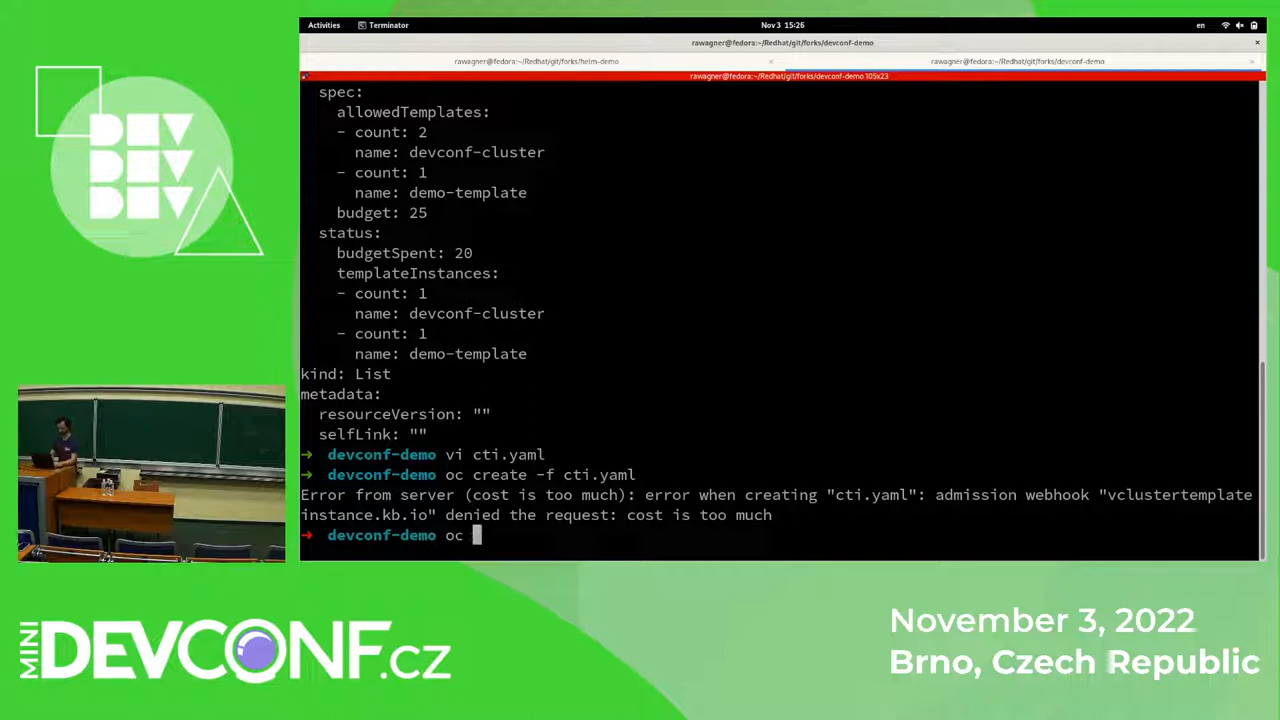 Activities
Terminator
Nov 3 15:26
en
rawagner@fedora:~/Redhat/git/forks/devconf-demo
rawagner@fedora:~/Redhat/git/forks/helm-demo
rawagner@fedora:~/Redhat/git/forks/devconf-demo
rawagner@fedora:~/Redhat/git/forks/devconf-demo 105x23
spec:
allowedTemplates:
- count: 2
name: devconf-cluster
- count: 1
name: demo-template
budget: 25
status:
budgetSpent: 20
templateInstances:
- count: 1
name: devconf-cluster
- count: 1
name: demo-template
kind: List
metadata:
resourceVersion: ""
selfLink: ""
➜ devconf-demo vi cti.yaml
➜ devconf-demo oc create -f cti.yaml
Error from server (cost is too much): error when creating "cti.yaml": admission webhook "vclustertemplate
instance.kb.io" denied the request: cost is too much
➜ devconf-demo oc
DEV
DEV
DEV
MINI DEVCONF.cz
November 3, 2022
Brno, Czech Republic